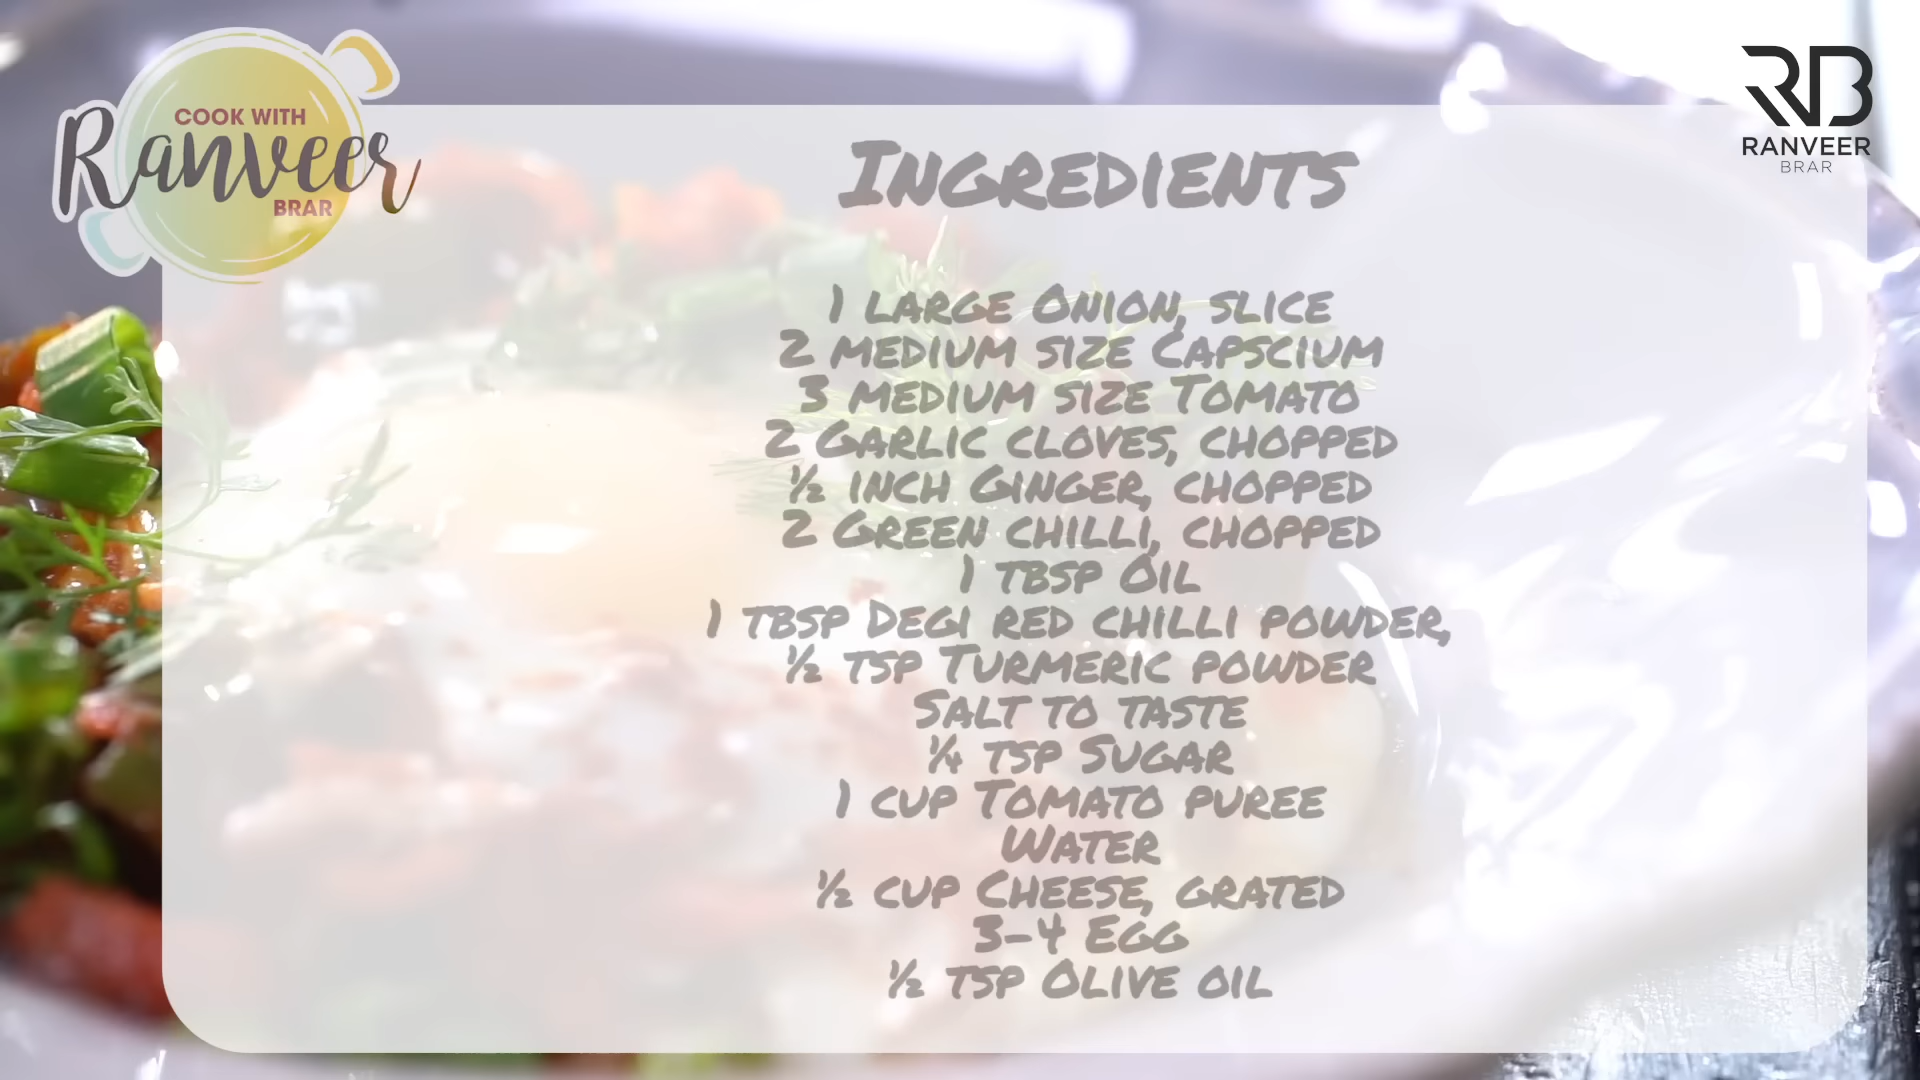 COOK WITH
Ranveer
BRAR
RB
RANVEER
BRAR
Ingredients
1 large Onion, slice
2 medium size Capscium
3 medium size Tomato
2 Garlic cloves, chopped
½ inch Ginger, chopped
2 Green chilli, chopped
1 tbsp Oil
1 tbsp Degi red chilli powder,
½ tsp Turmeric powder
Salt to taste
¼ tsp Sugar
1 cup Tomato puree
Water
½ cup Cheese, grated
3-4 Egg
½ tsp Olive oil